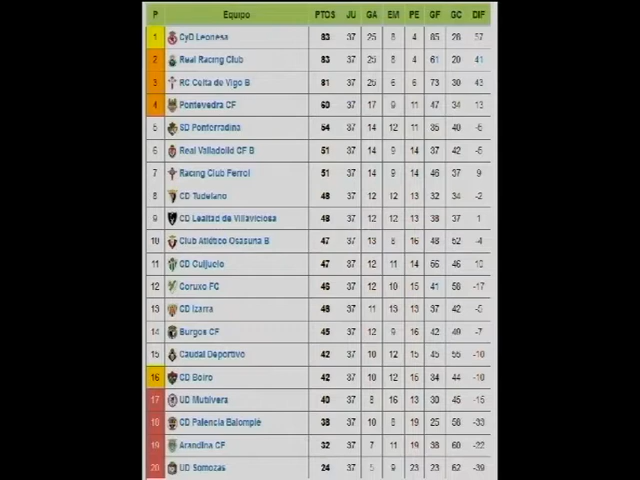 P Equipo PTOS JU GA EM PE GF GC DIF
1 CyD Leonesa 83 37 25 8 4 85 28 57
2 Real Racing Club 83 37 25 8 4 61 20 41
3 RC Celta de Vigo B 81 37 25 6 6 73 30 43
4 Pontevedra CF 60 37 17 9 11 47 34 13
5 SD Ponferradina 54 37 14 12 11 35 40 -5
6 Real Valladolid CF B 51 37 14 9 14 37 42 -5
7 Racing Club Ferrol 51 37 14 9 14 46 37 9
8 CD Tudelano 48 37 12 12 13 32 34 -2
9 CD Lealtad de Villaviciosa 48 37 12 12 13 38 37 1
10 Club Atlético Osasuna B 47 37 13 8 16 48 52 -4
11 CD Guijuelo 47 37 12 11 14 56 46 10
12 Coruxo FC 46 37 12 10 15 41 58 -17
13 CD Izarra 46 37 11 13 13 37 42 -5
14 Burgos CF 45 37 12 9 16 42 49 -7
15 Caudal Deportivo 42 37 10 12 15 45 55 -10
16 CD Boiro 42 37 10 12 15 34 44 -10
17 UD Mutilvera 40 37 8 16 13 30 45 -15
18 CD Palencia Balompié 38 37 10 8 19 25 58 -33
19 Arandina CF 32 37 7 11 19 38 60 -22
20 UD Somozas 24 37 5 9 23 23 62 -39